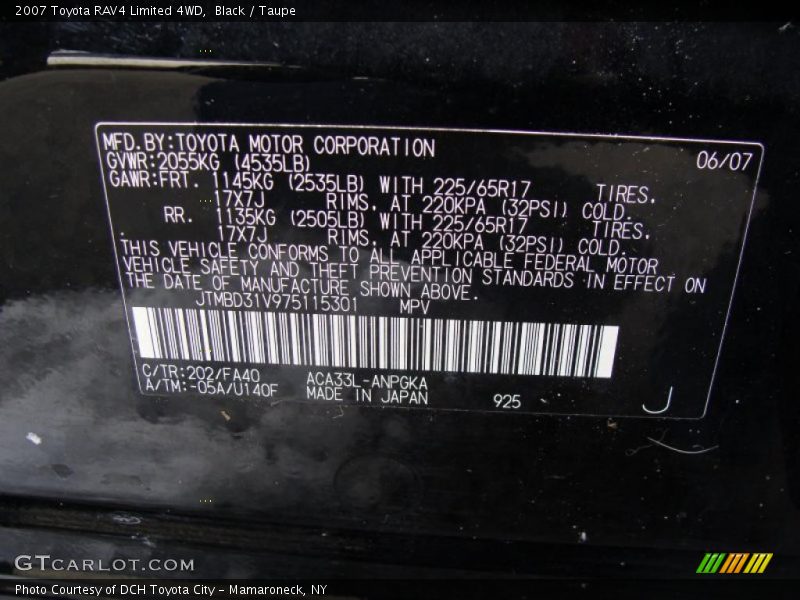 2007 Toyota RAV4 Limited 4WD, Black / Taupe
MFD.BY:TOYOTA MOTOR CORPORATION 06/07
GVWR:2055KG (4535LB)
GAWR:FRT. 1145KG (2535LB) WITH 225/65R17 TIRES.
17X7J RIMS, AT 220KPA (32PSI) COLD.
RR. 1135KG (2505LB) WITH 225/65R17 TIRES.
17X7J RIMS, AT 220KPA (32PSI) COLD.
THIS VEHICLE CONFORMS TO ALL APPLICABLE FEDERAL MOTOR
VEHICLE SAFETY AND THEFT PREVENTION STANDARDS IN EFFECT ON
THE DATE OF MANUFACTURE SHOWN ABOVE.
JTMBD31V975115301 MPV
C/TR:202/FA40 ACA33L-ANPGKA
A/TM:-05A/U140F MADE IN JAPAN 925 J
GTCARLOT.COM
Photo Courtesy of DCH Toyota City - Mamaroneck, NY